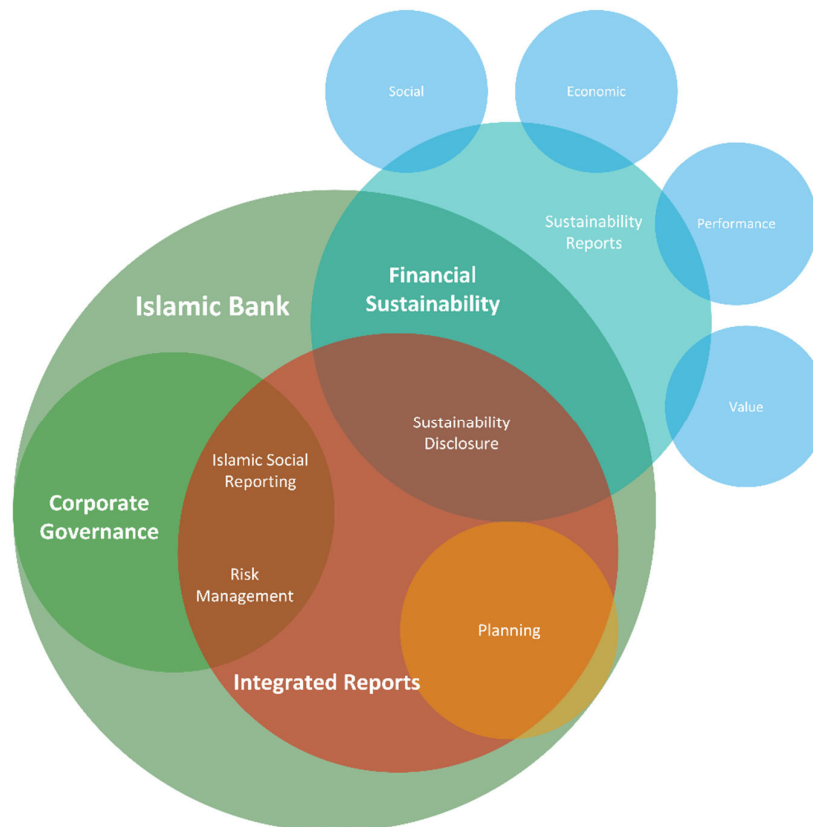 Social
Economic
Sustainability
Reports
Performance
Financial
Sustainability
Islamic Bank
Value
Sustainability
Disclosure
Islamic Social
Reporting
Corporate
Governance
Risk
Management
Planning
Integrated Reports